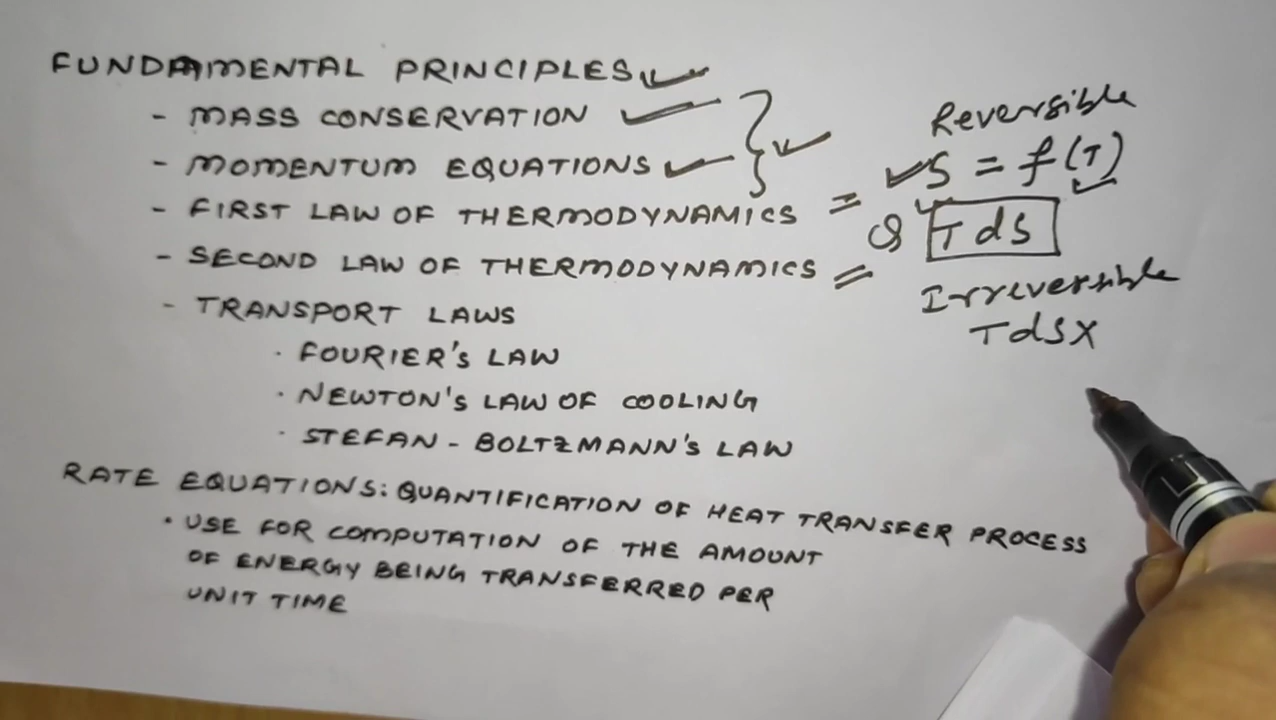 FUNDAMENTAL PRINCIPLES
- MASS CONSERVATION
- MOMENTUM EQUATIONS
- FIRST LAW OF THERMODYNAMICS =
- SECOND LAW OF THERMODYNAMICS =
- TRANSPORT LAWS
· FOURIER'S LAW
· NEWTON'S LAW OF COOLING
· STEFAN - BOLTZMANN'S LAW
RATE EQUATIONS: QUANTIFICATION OF HEAT TRANSFER PROCESS
· USE FOR COMPUTATION OF THE AMOUNT
OF ENERGY BEING TRANSFERRED PER
UNIT TIME
Reversible
S = f(T)
TdS
Irreversible
TdSX